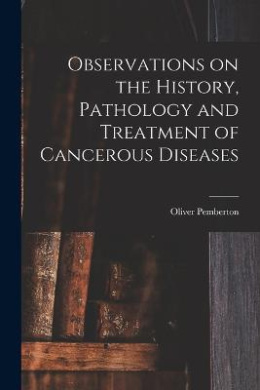 Observations on
the History,
Pathology and
Treatment of
Cancerous Diseases
Oliver Pemberton